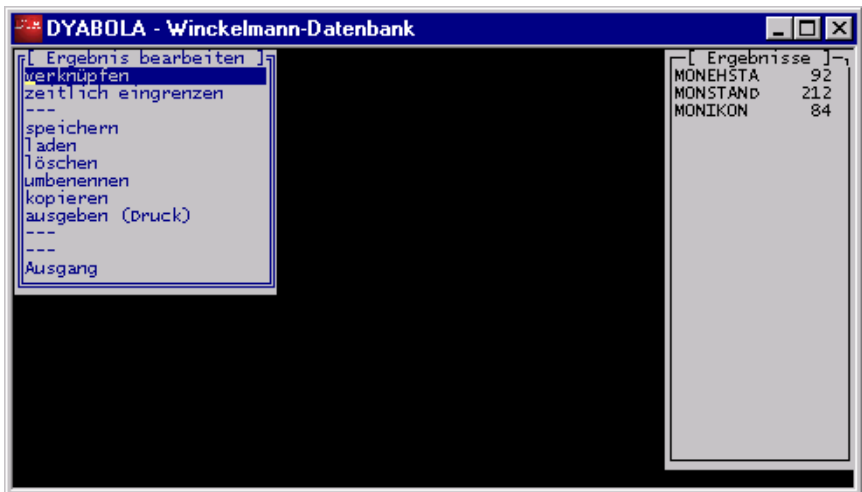 DYABOLA - Winckelmann-Datenbank
[ Ergebnis bearbeiten ]
verknüpfen
zeitlich eingrenzen
---
speichern
laden
löschen
umbenennen
kopieren
ausgeben (Druck)
---
---
Ausgang
[ Ergebnisse ]
MONEHSTA 92
MONSTAND 212
MONIKON 84